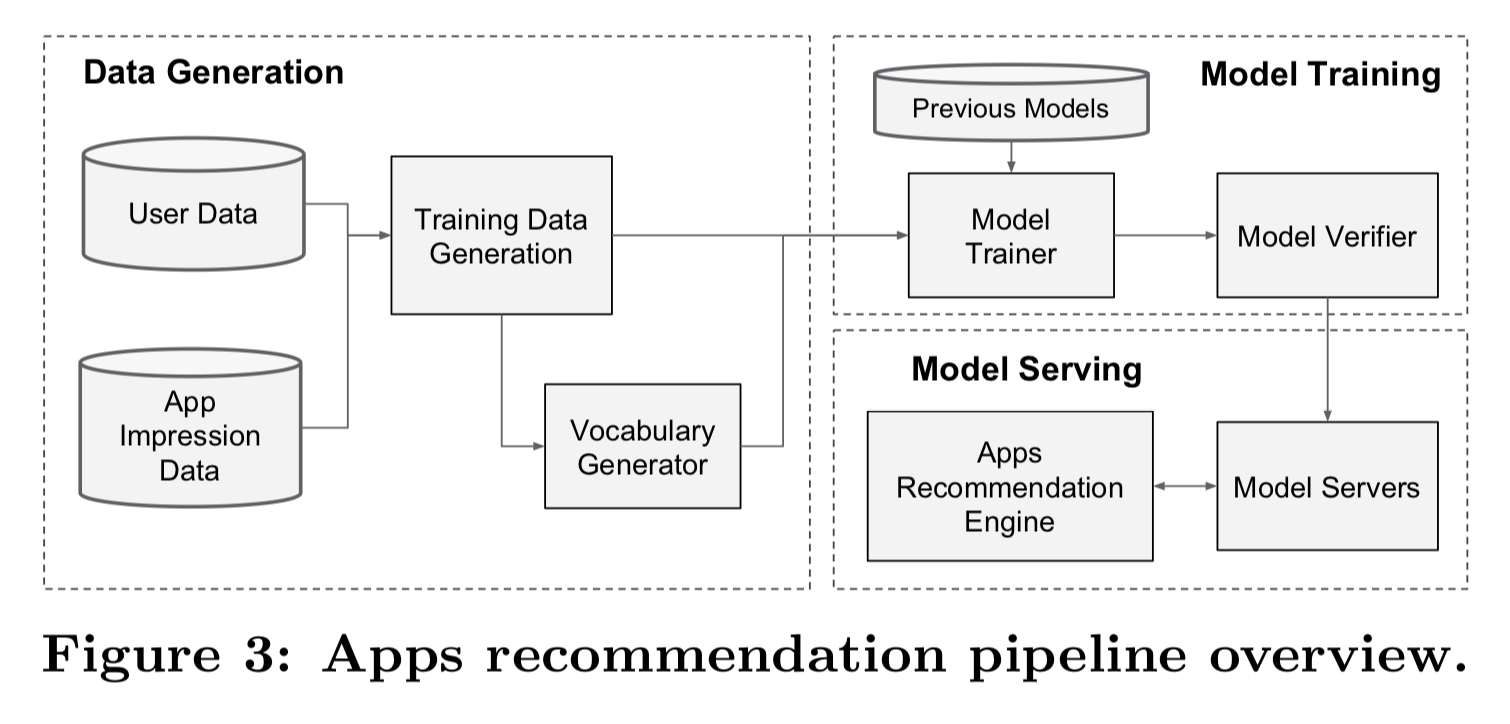 Data Generation
User Data
App
Impression
Data
Training Data
Generation
Vocabulary
Generator
Model Training
Previous Models
Model
Trainer
Model Verifier
Model Serving
Apps
Recommendation
Engine
Model Servers
Figure 3: Apps recommendation pipeline overview.